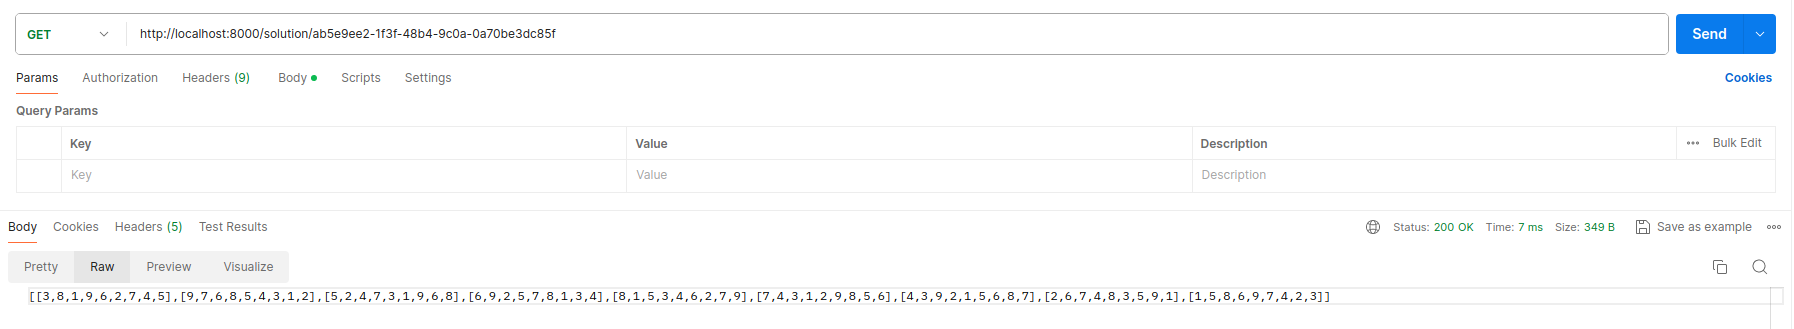 GET http://localhost:8000/solution/ab5e9ee2-1f3f-48b4-9c0a-0a70be3dc85f Send
Params Authorization Headers (9) Body Scripts Settings Cookies
Query Params
Key Value Description Bulk Edit
Key Value Description
Body Cookies Headers (5) Test Results Status: 200 OK Time: 7 ms Size: 349 B Save as example
Pretty Raw Preview Visualize
[[3,8,1,9,6,2,7,4,5],[9,7,6,8,5,4,3,1,2],[5,2,4,7,3,1,9,6,8],[6,9,2,5,7,8,1,3,4],[8,1,5,3,4,6,2,7,9],[7,4,3,1,2,9,8,5,6],[4,3,9,2,1,5,6,8,7],[2,6,7,4,8,3,5,9,1],[1,5,8,6,9,7,4,2,3]]